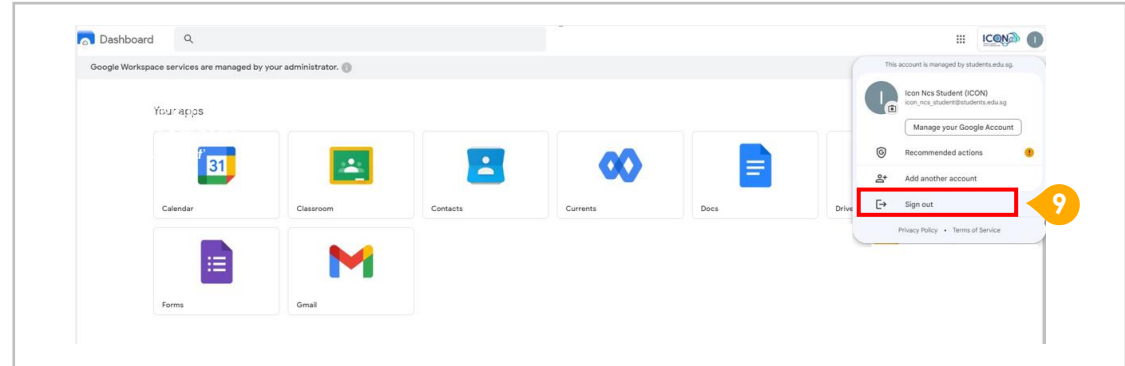 Dashboard
ICON
I
Google Workspace services are managed by your administrator.
This account is managed by students.edu.sg.
I
Icon Ncs Student (ICON)
icon_ncs_student@students.edu.sg
Manage your Google Account
Recommended actions
Add another account
Sign out
9
Privacy Policy • Terms of Service
Your apps
31
Calendar
Classroom
Contacts
Currents
Docs
Drive
Forms
Gmail